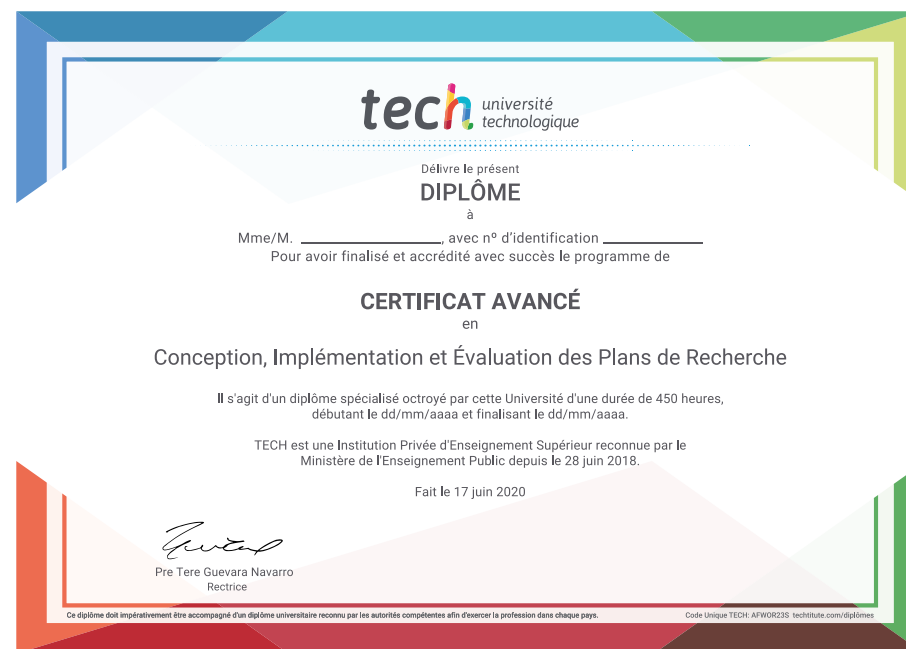 tech université
technologique
Délivre le présent
DIPLÔME
à
Mme/M. ____________________, avec nº d'identification ______________
Pour avoir finalisé et accrédité avec succès le programme de
CERTIFICAT AVANCÉ
en
Conception, Implémentation et Évaluation des Plans de Recherche
Il s'agit d'un diplôme spécialisé octroyé par cette Université d'une durée de 450 heures,
débutant le dd/mm/aaaa et finalisant le dd/mm/aaaa.
TECH est une Institution Privée d'Enseignement Supérieur reconnue par le
Ministère de l'Enseignement Public depuis le 28 juin 2018.
Fait le 17 juin 2020
Pre Tere Guevara Navarro
Rectrice
Ce diplôme doit impérativement être accompagné d'un diplôme universitaire reconnu par les autorités compétentes afin d'exercer la profession dans chaque pays.
Code Unique TECH: AFWOR23S techtitute.com/diplômes